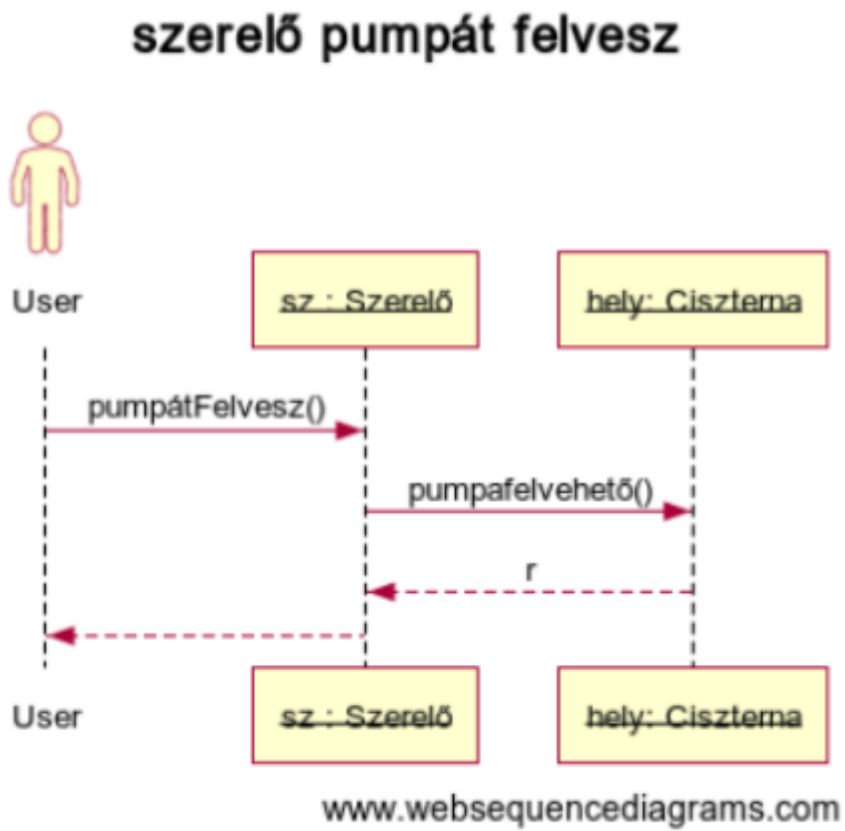 szerelő pumpát felvesz
User
sz : Szerelő
hely: Ciszterna
pumpátFelvesz()
pumpafelvehető()
r
User
sz : Szerelő
hely: Ciszterna
www.websequencediagrams.com